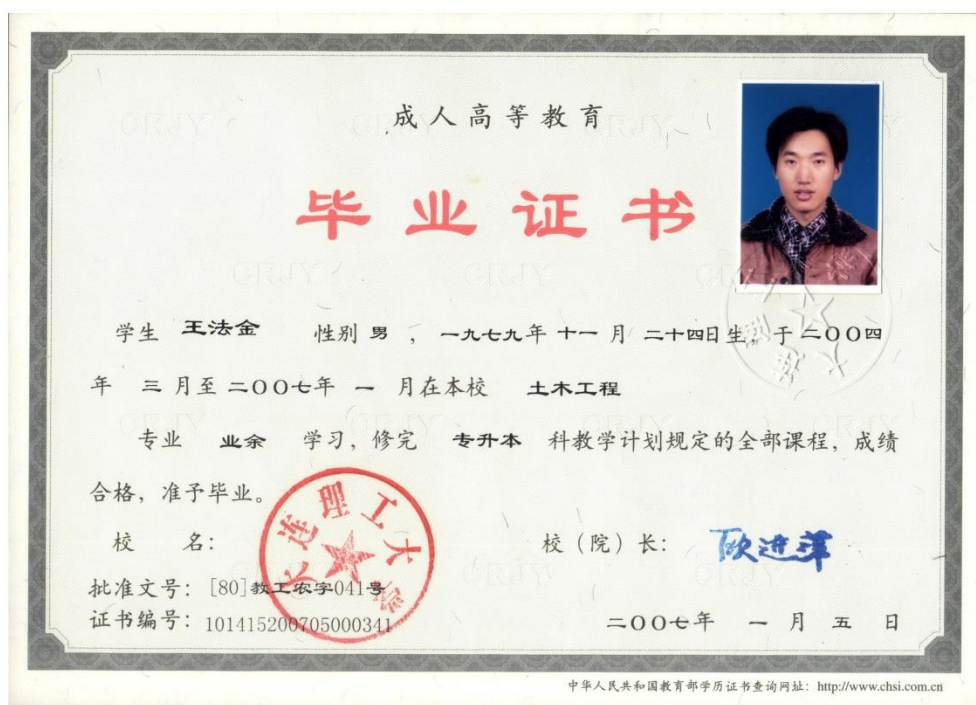 成人高等教育
毕业证书
学生 王法金 性别 男 ，一九七九年 十一 月 二十四日生，于 二〇〇四
年 三 月至 二〇〇七年 一 月在本校 土木工程
专业 业余 学习，修完 专升本 科教学计划规定的全部课程，成绩
合格，准予毕业。
校 名：
大连理工大学
校（院）长： 欧进萍
批准文号：[80]教工农字041号
证书编号：101415200705000341
二〇〇七年 一 月 五 日
中华人民共和国教育部学历证书查询网址：http://www.chsi.com.cn